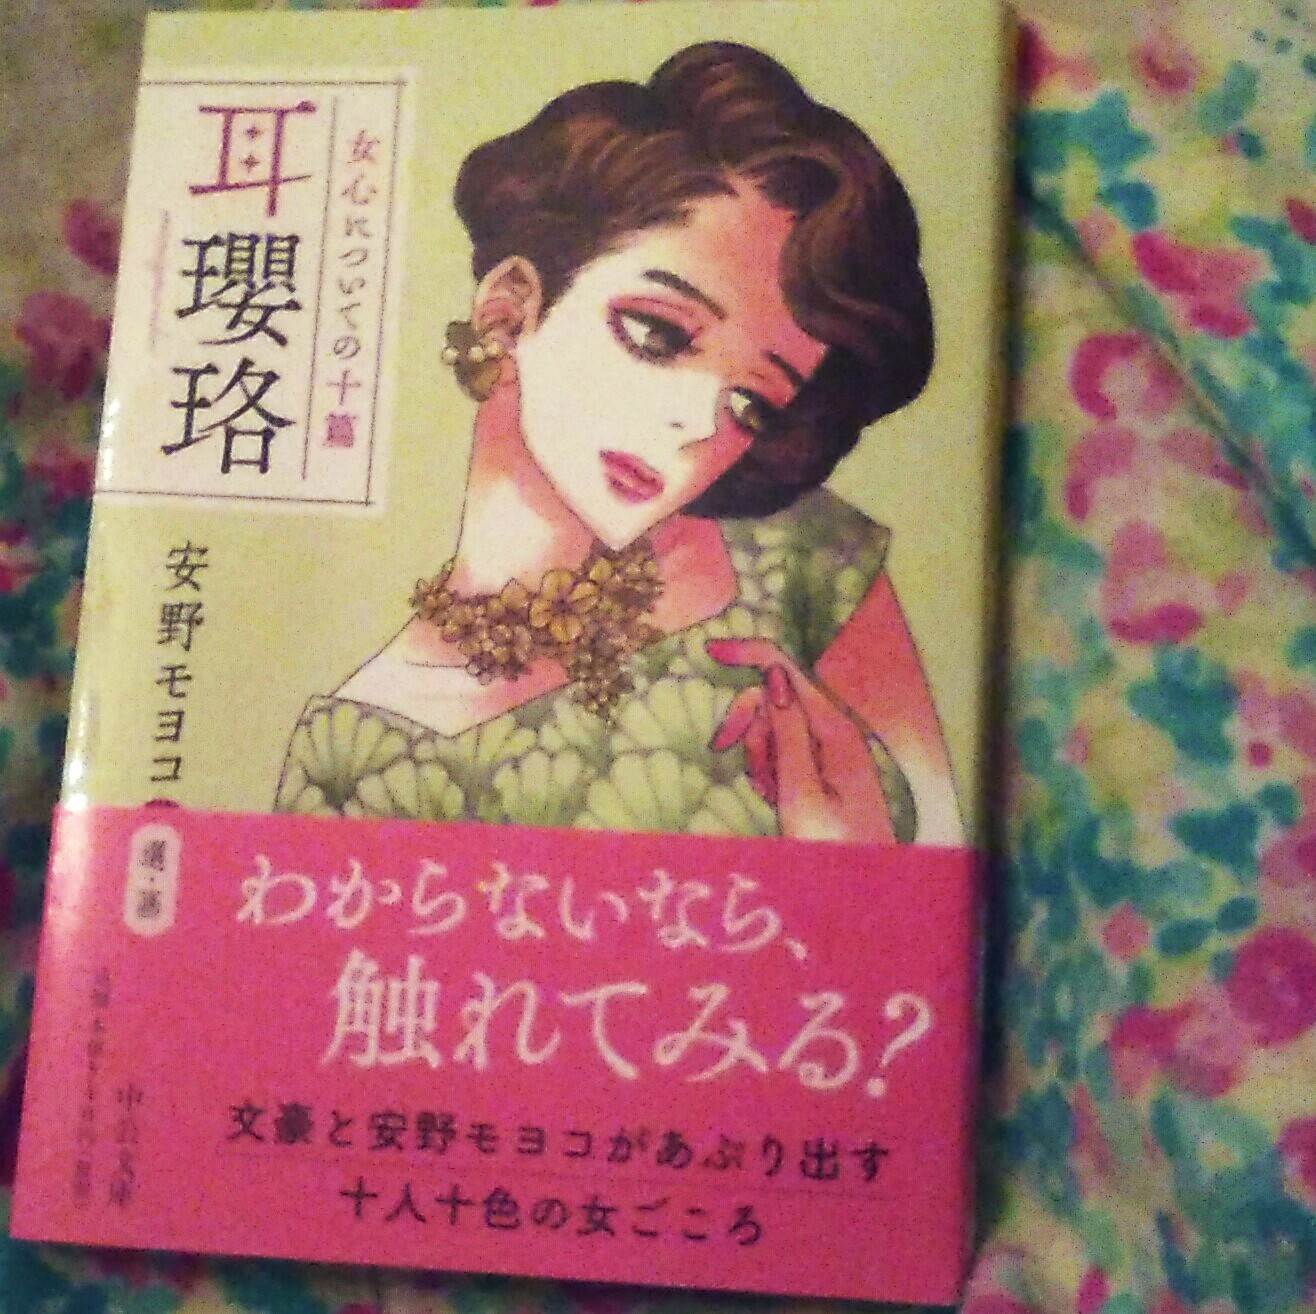 女心についての十篇
耳瓔珞
安野モヨコ
選・画
わからないなら、
触れてみる?
文豪と安野モヨコがあぶり出す
十人十色の女ごころ
中公文庫